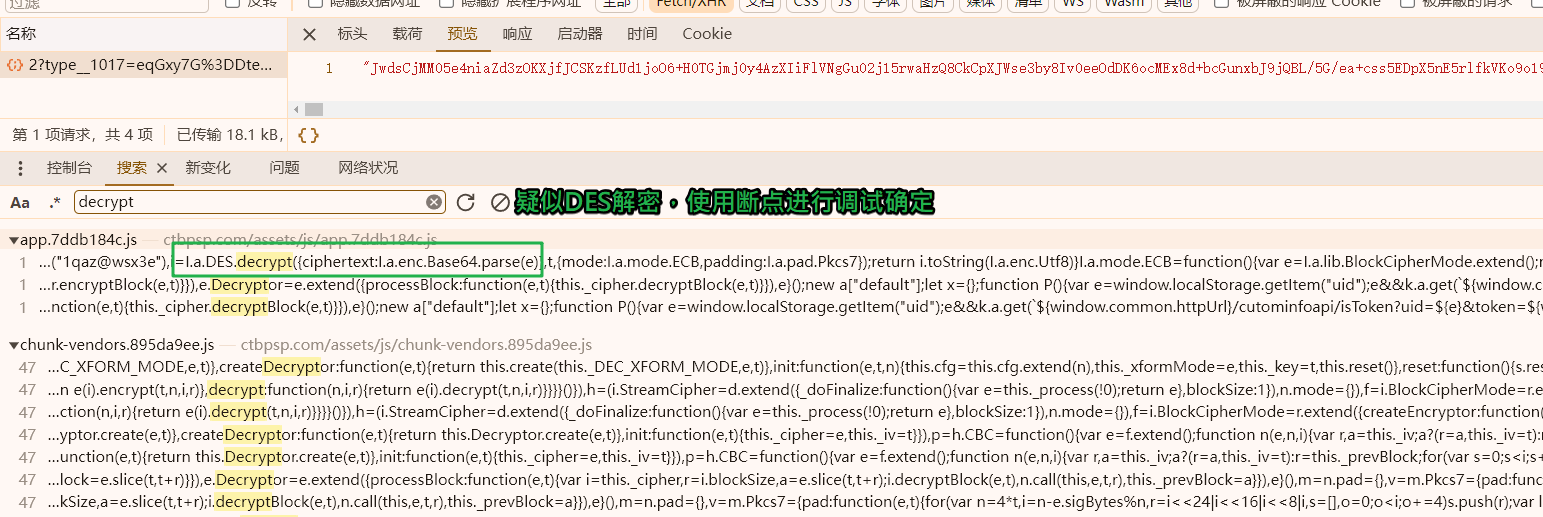 过滤 反转 隐藏数据网址 隐藏扩展程序网址 全部 Fetch/XHR 文档 CSS JS 字体 图片 媒体 清单 WS Wasm 其他 被屏蔽的响应 Cookie 被屏蔽的请求
名称
标头 载荷 预览 响应 启动器 时间 Cookie
2?type__1017=eqGxy7G%3DDte...
1 "JwdsCjMM05e4niaZd3zOKXjfJCSKzfLUd1joO6+H0TGjmj0y4AzXIiFlVNgGu02j15rwaHzQ8CkCpXJWse3by8Iv0eeOdDK6ocMEx8d+bcGunxbJ9jQBL/5G/ea+css5EDpX5nE5rlfkVKo9o19
第 1 项请求，共 4 项 已传输 18.1 kB, {}
控制台 搜索 新变化 问题 网络状况
Aa .* decrypt 疑似DES解密，使用断点进行调试确定
app.7ddb184c.js — ctbpsp.com/assets/js/app.7ddb184c.js
1 ...("1qaz@wsx3e"),i=I.a.DES.decrypt({ciphertext:I.a.enc.Base64.parse(e)},t,{mode:I.a.mode.ECB,padding:I.a.pad.Pkcs7});return i.toString(I.a.enc.Utf8)}I.a.mode.ECB=function(){var e=I.a.lib.BlockCipherMode.extend();r
1 ...r.encryptBlock(e,t)}}),e.Decryptor=e.extend({processBlock:function(e,t){this._cipher.decryptBlock(e,t)}}),e}();new a["default"];let x={};function P(){var e=window.localStorage.getItem("uid");e&&k.a.get(`${window.c
1 ...nction(e,t){this._cipher.decryptBlock(e,t)}}),e}();new a["default"];let x={};function P(){var e=window.localStorage.getItem("uid");e&&k.a.get(`${window.common.httpUrl}/cutominfoapi/isToken?uid=${e}&token=${w
chunk-vendors.895da9ee.js — ctbpsp.com/assets/js/chunk-vendors.895da9ee.js
47 ...C_XFORM_MODE,e,t)},createDecryptor:function(e,t){return this.create(this._DEC_XFORM_MODE,e,t)},init:function(e,t,n){this.cfg=this.cfg.extend(n),this._xformMode=e,this._key=t,this.reset()},reset:function(){s.res
47 ...n e(i).encrypt(t,n,i,r)},decrypt:function(n,i,r){return e(i).decrypt(t,n,i,r)}}}}()}),h=(i.StreamCipher=d.extend({_doFinalize:function(){var e=this._process(!0);return e},blockSize:1}),n.mode={}),f=i.BlockCipherMode=r.e
47 ...ction(n,i,r){return e(i).decrypt(t,n,i,r)}}}}()}),h=(i.StreamCipher=d.extend({_doFinalize:function(){var e=this._process(!0);return e},blockSize:1}),n.mode={}),f=i.BlockCipherMode=r.extend({createEncryptor:function
47 ...yptor.create(e,t)},createDecryptor:function(e,t){return this.Decryptor.create(e,t)},init:function(e,t){this._cipher=e,this._iv=t}}),p=h.CBC=function(){var e=f.extend();function n(e,n,i){var r,a=this._iv;a?(r=a,this._iv=t):r
47 ...unction(e,t){return this.Decryptor.create(e,t)},init:function(e,t){this._cipher=e,this._iv=t}}),p=h.CBC=function(){var e=f.extend();function n(e,n,i){var r,a=this._iv;a?(r=a,this._iv=t):r=this._prevBlock;for(var s=0;s<i;s+
47 ...lock=e.slice(t,t+r)}}),e.Decryptor=e.extend({processBlock:function(e,t){var i=this._cipher,r=i.blockSize,a=e.slice(t,t+r);i.decryptBlock(e,t),n.call(this,e,t,r),this._prevBlock=a}}),e}(),m=n.pad={},v=m.Pkcs7={pad:function
47 ...kSize,a=e.slice(t,t+r);i.decryptBlock(e,t),n.call(this,e,t,r),this._prevBlock=a}}),e}(),m=n.pad={},v=m.Pkcs7={pad:function(e,t){for(var n=4*t,i=n-e.sigBytes%n,r=i<<24|i<<16|i<<8|i,s=[],o=0;o<i;o+=4)s.push(r);var l